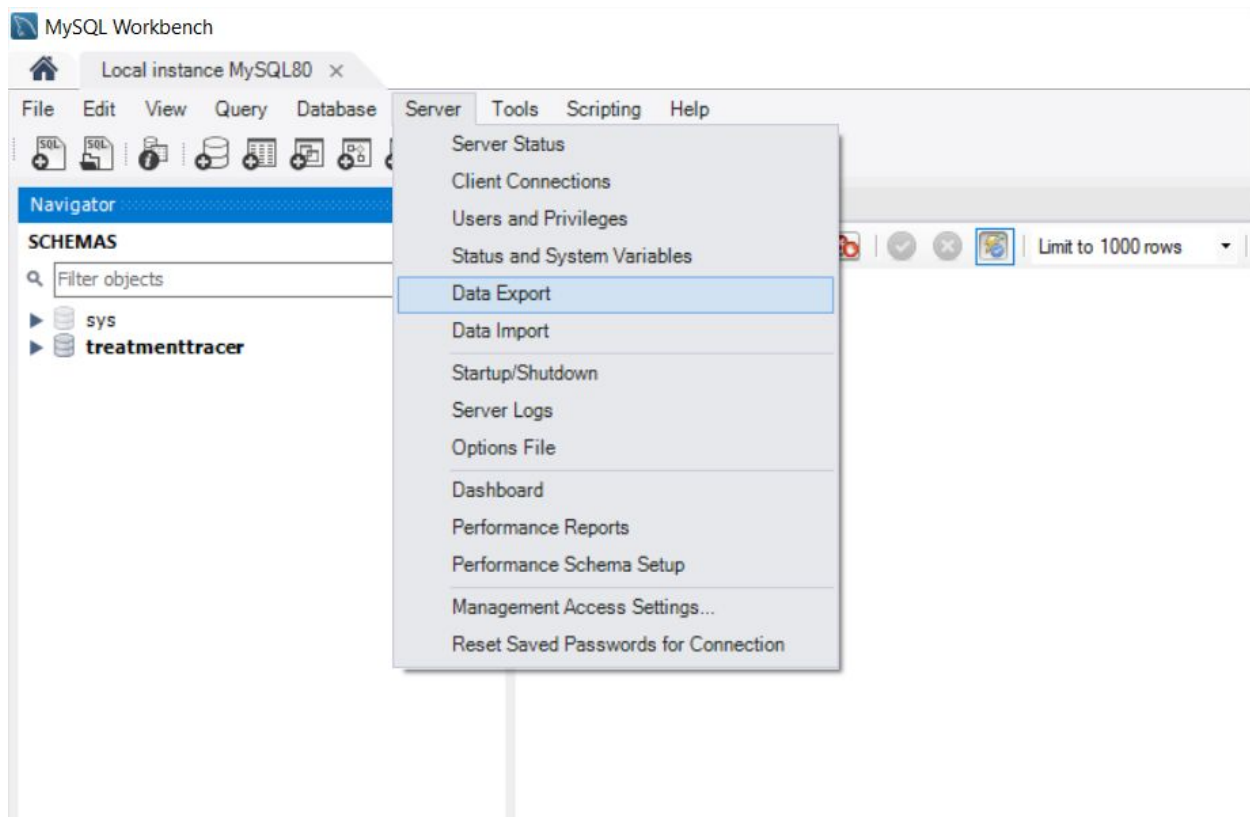 MySQL Workbench
Local instance MySQL80 ×
File Edit View Query Database Server Tools Scripting Help
SQL SQL
Navigator
SCHEMAS
Filter objects
sys
treatmenttracer
Server Status
Client Connections
Users and Privileges
Status and System Variables
Data Export
Data Import
Startup/Shutdown
Server Logs
Options File
Dashboard
Performance Reports
Performance Schema Setup
Management Access Settings...
Reset Saved Passwords for Connection
Limit to 1000 rows